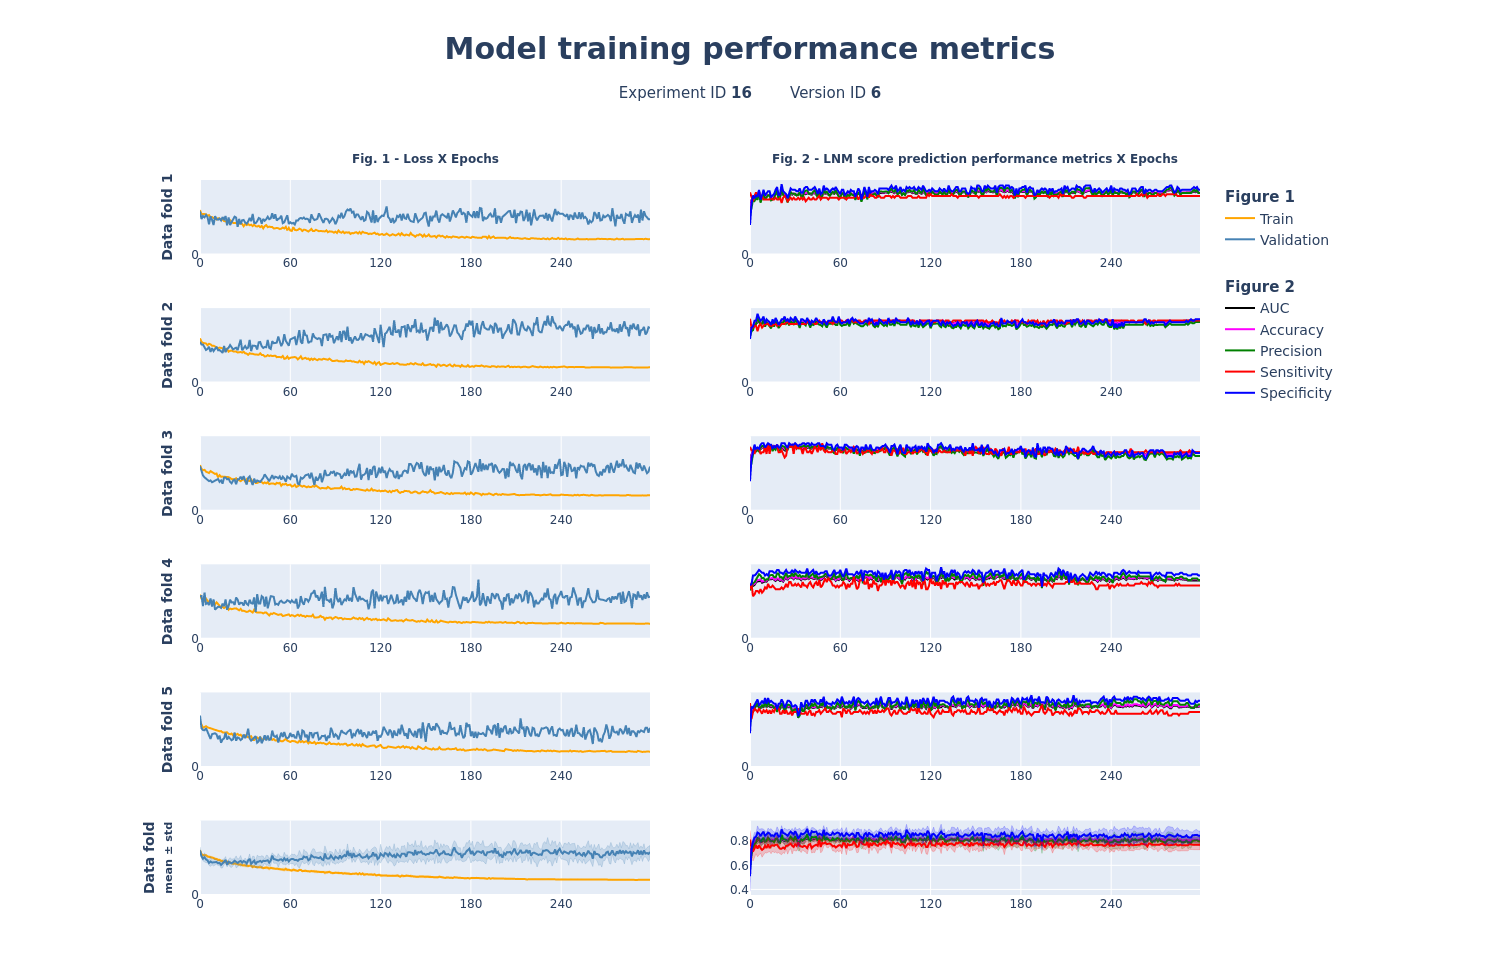 Model training performance metrics
Experiment ID 16 Version ID 6
Fig. 1 - Loss X Epochs
Fig. 2 - LNM score prediction performance metrics X Epochs
Data fold 1
0
0 60 120 180 240
0
0 60 120 180 240
Figure 1
Train
Validation
Figure 2
AUC
Accuracy
Precision
Sensitivity
Specificity
Data fold 2
0
0 60 120 180 240
0
0 60 120 180 240
Data fold 3
0
0 60 120 180 240
0
0 60 120 180 240
Data fold 4
0
0 60 120 180 240
0
0 60 120 180 240
Data fold 5
0
0 60 120 180 240
0
0 60 120 180 240
Data fold
mean ± std
0
0 60 120 180 240
0.8
0.6
0.4
0 60 120 180 240